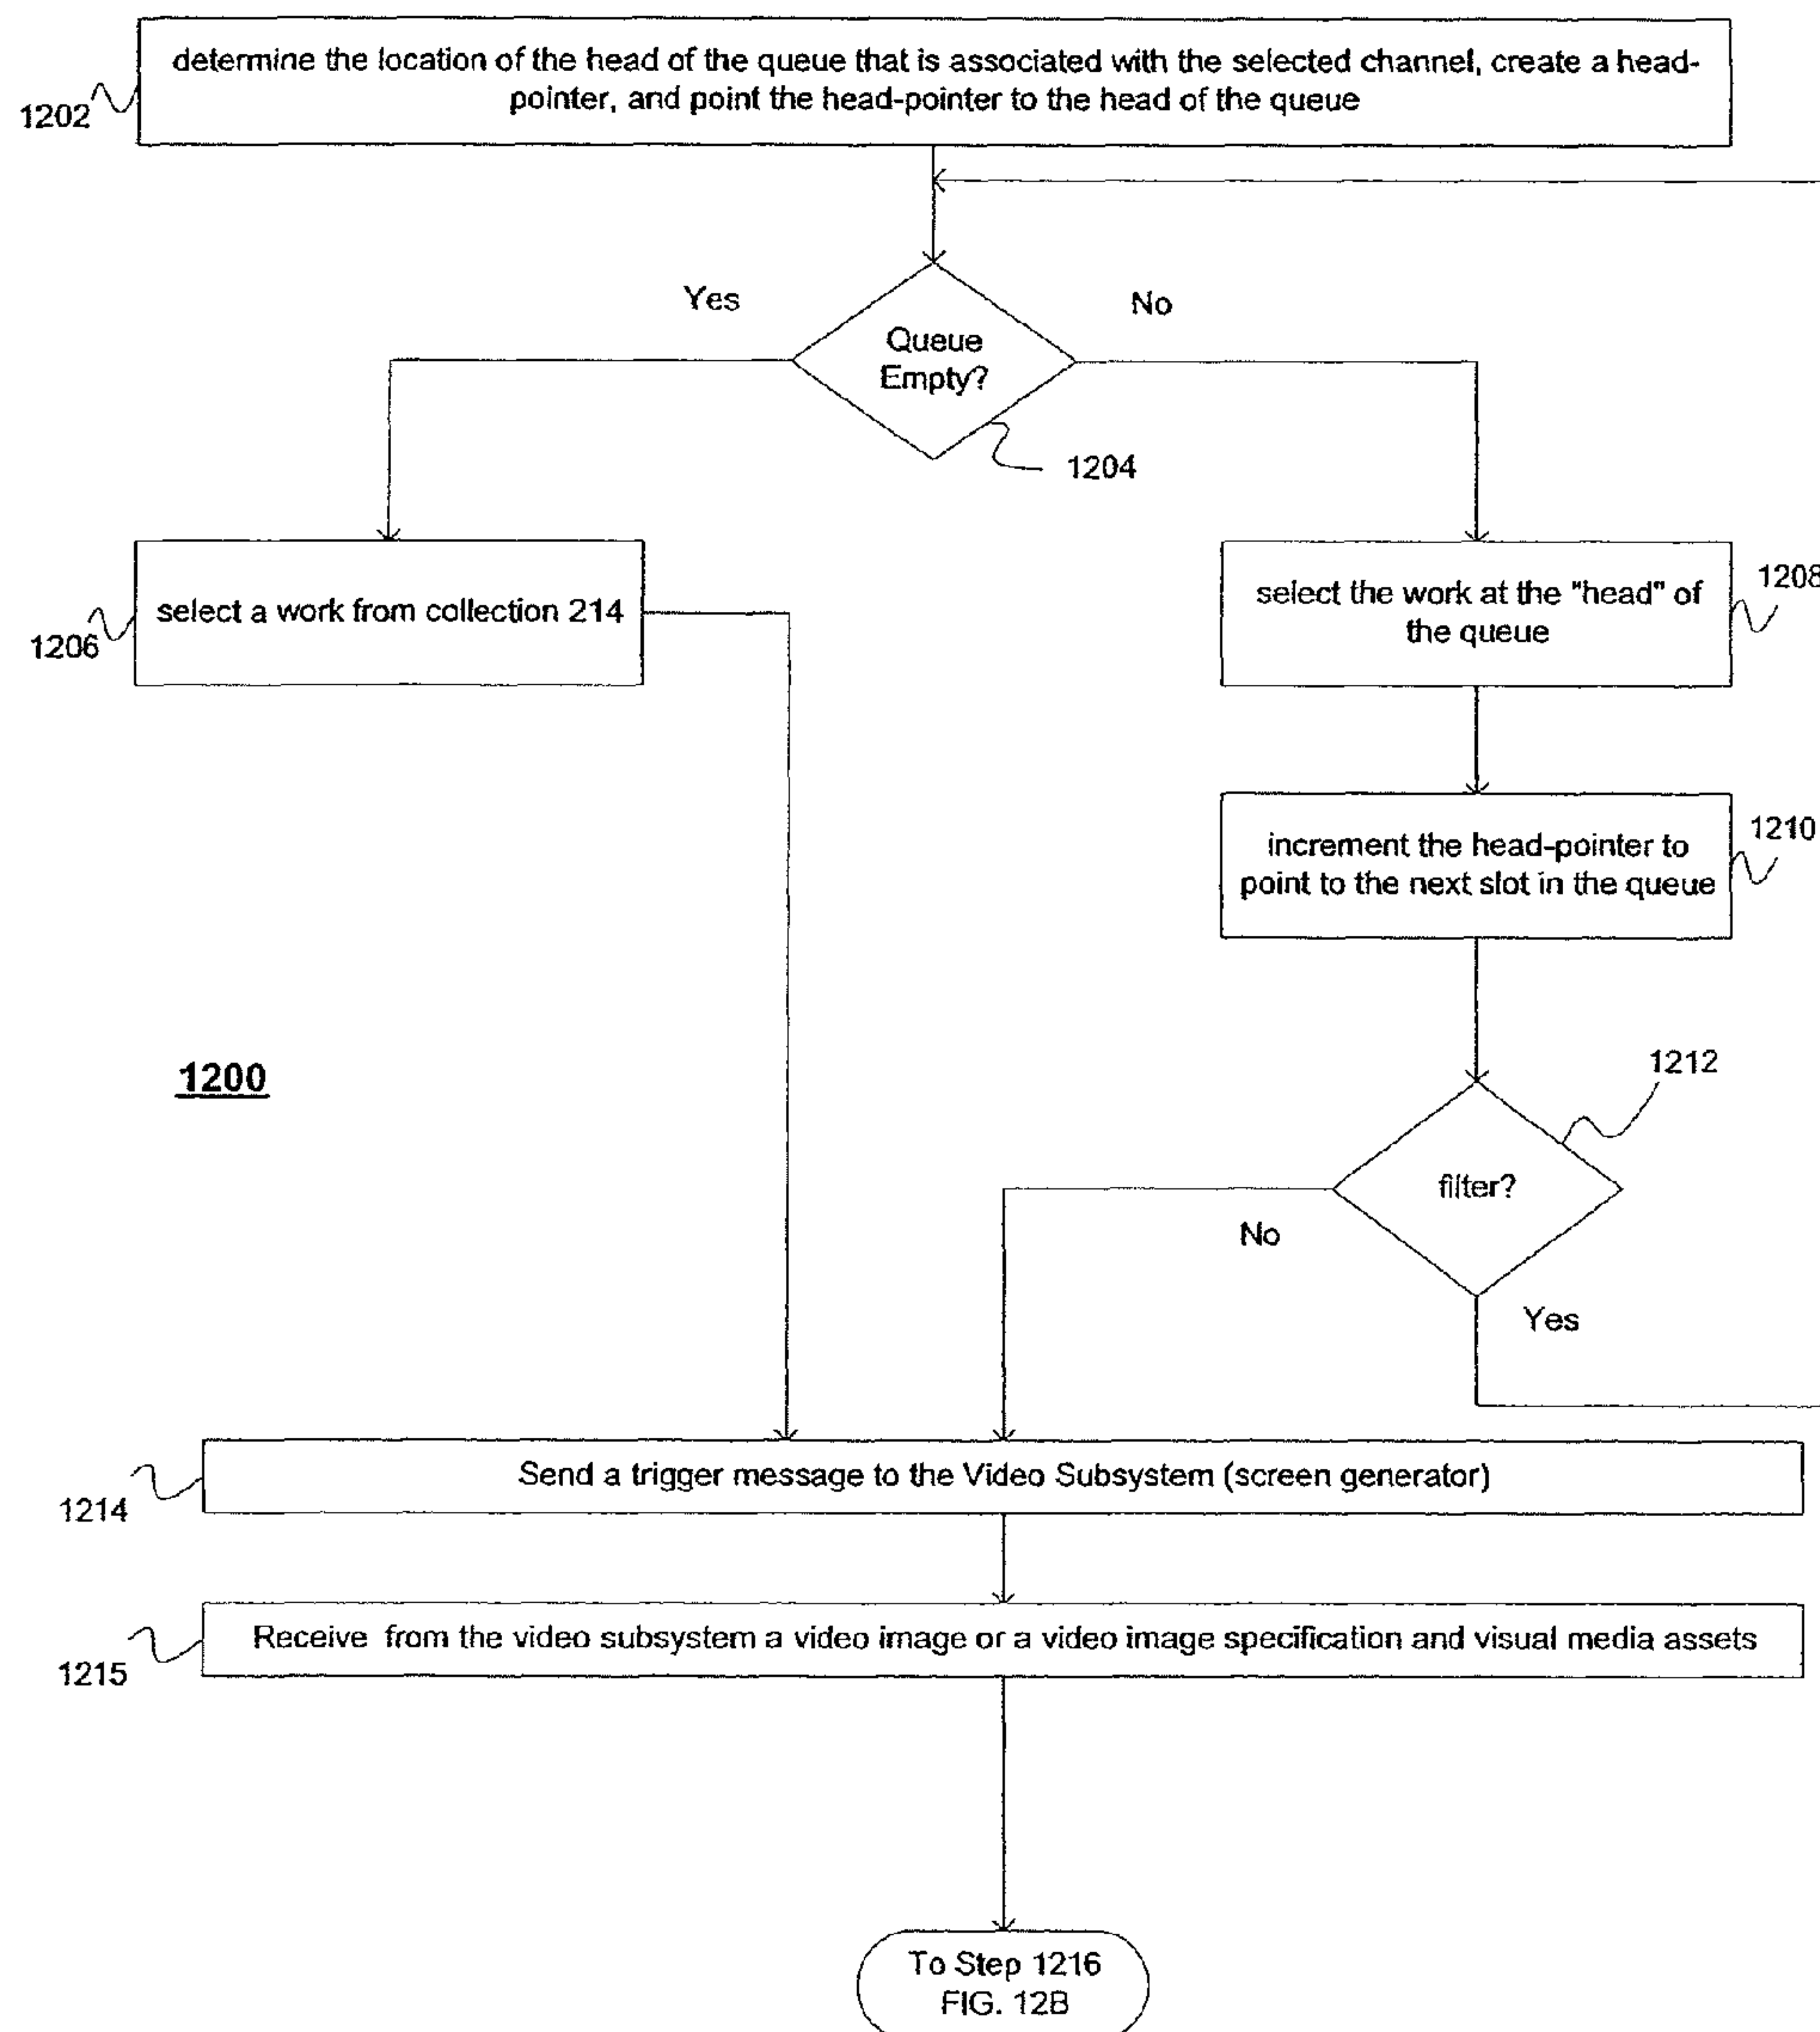 determine the location of the head of the queue that is associated with the selected channel, create a head-
pointer, and point the head-pointer to the head of the queue
1202
Yes
No
Queue
Empty?
1204
select a work from collection 214
1206
select the work at the "head" of
the queue
1208
increment the head-pointer to
point to the next slot in the queue
1210
1200
1212
filter?
No
Yes
Send a trigger message to the Video Subsystem (screen generator)
1214
Receive from the video subsystem a video image or a video image specification and visual media assets
1215
To Step 1216
FIG. 12B